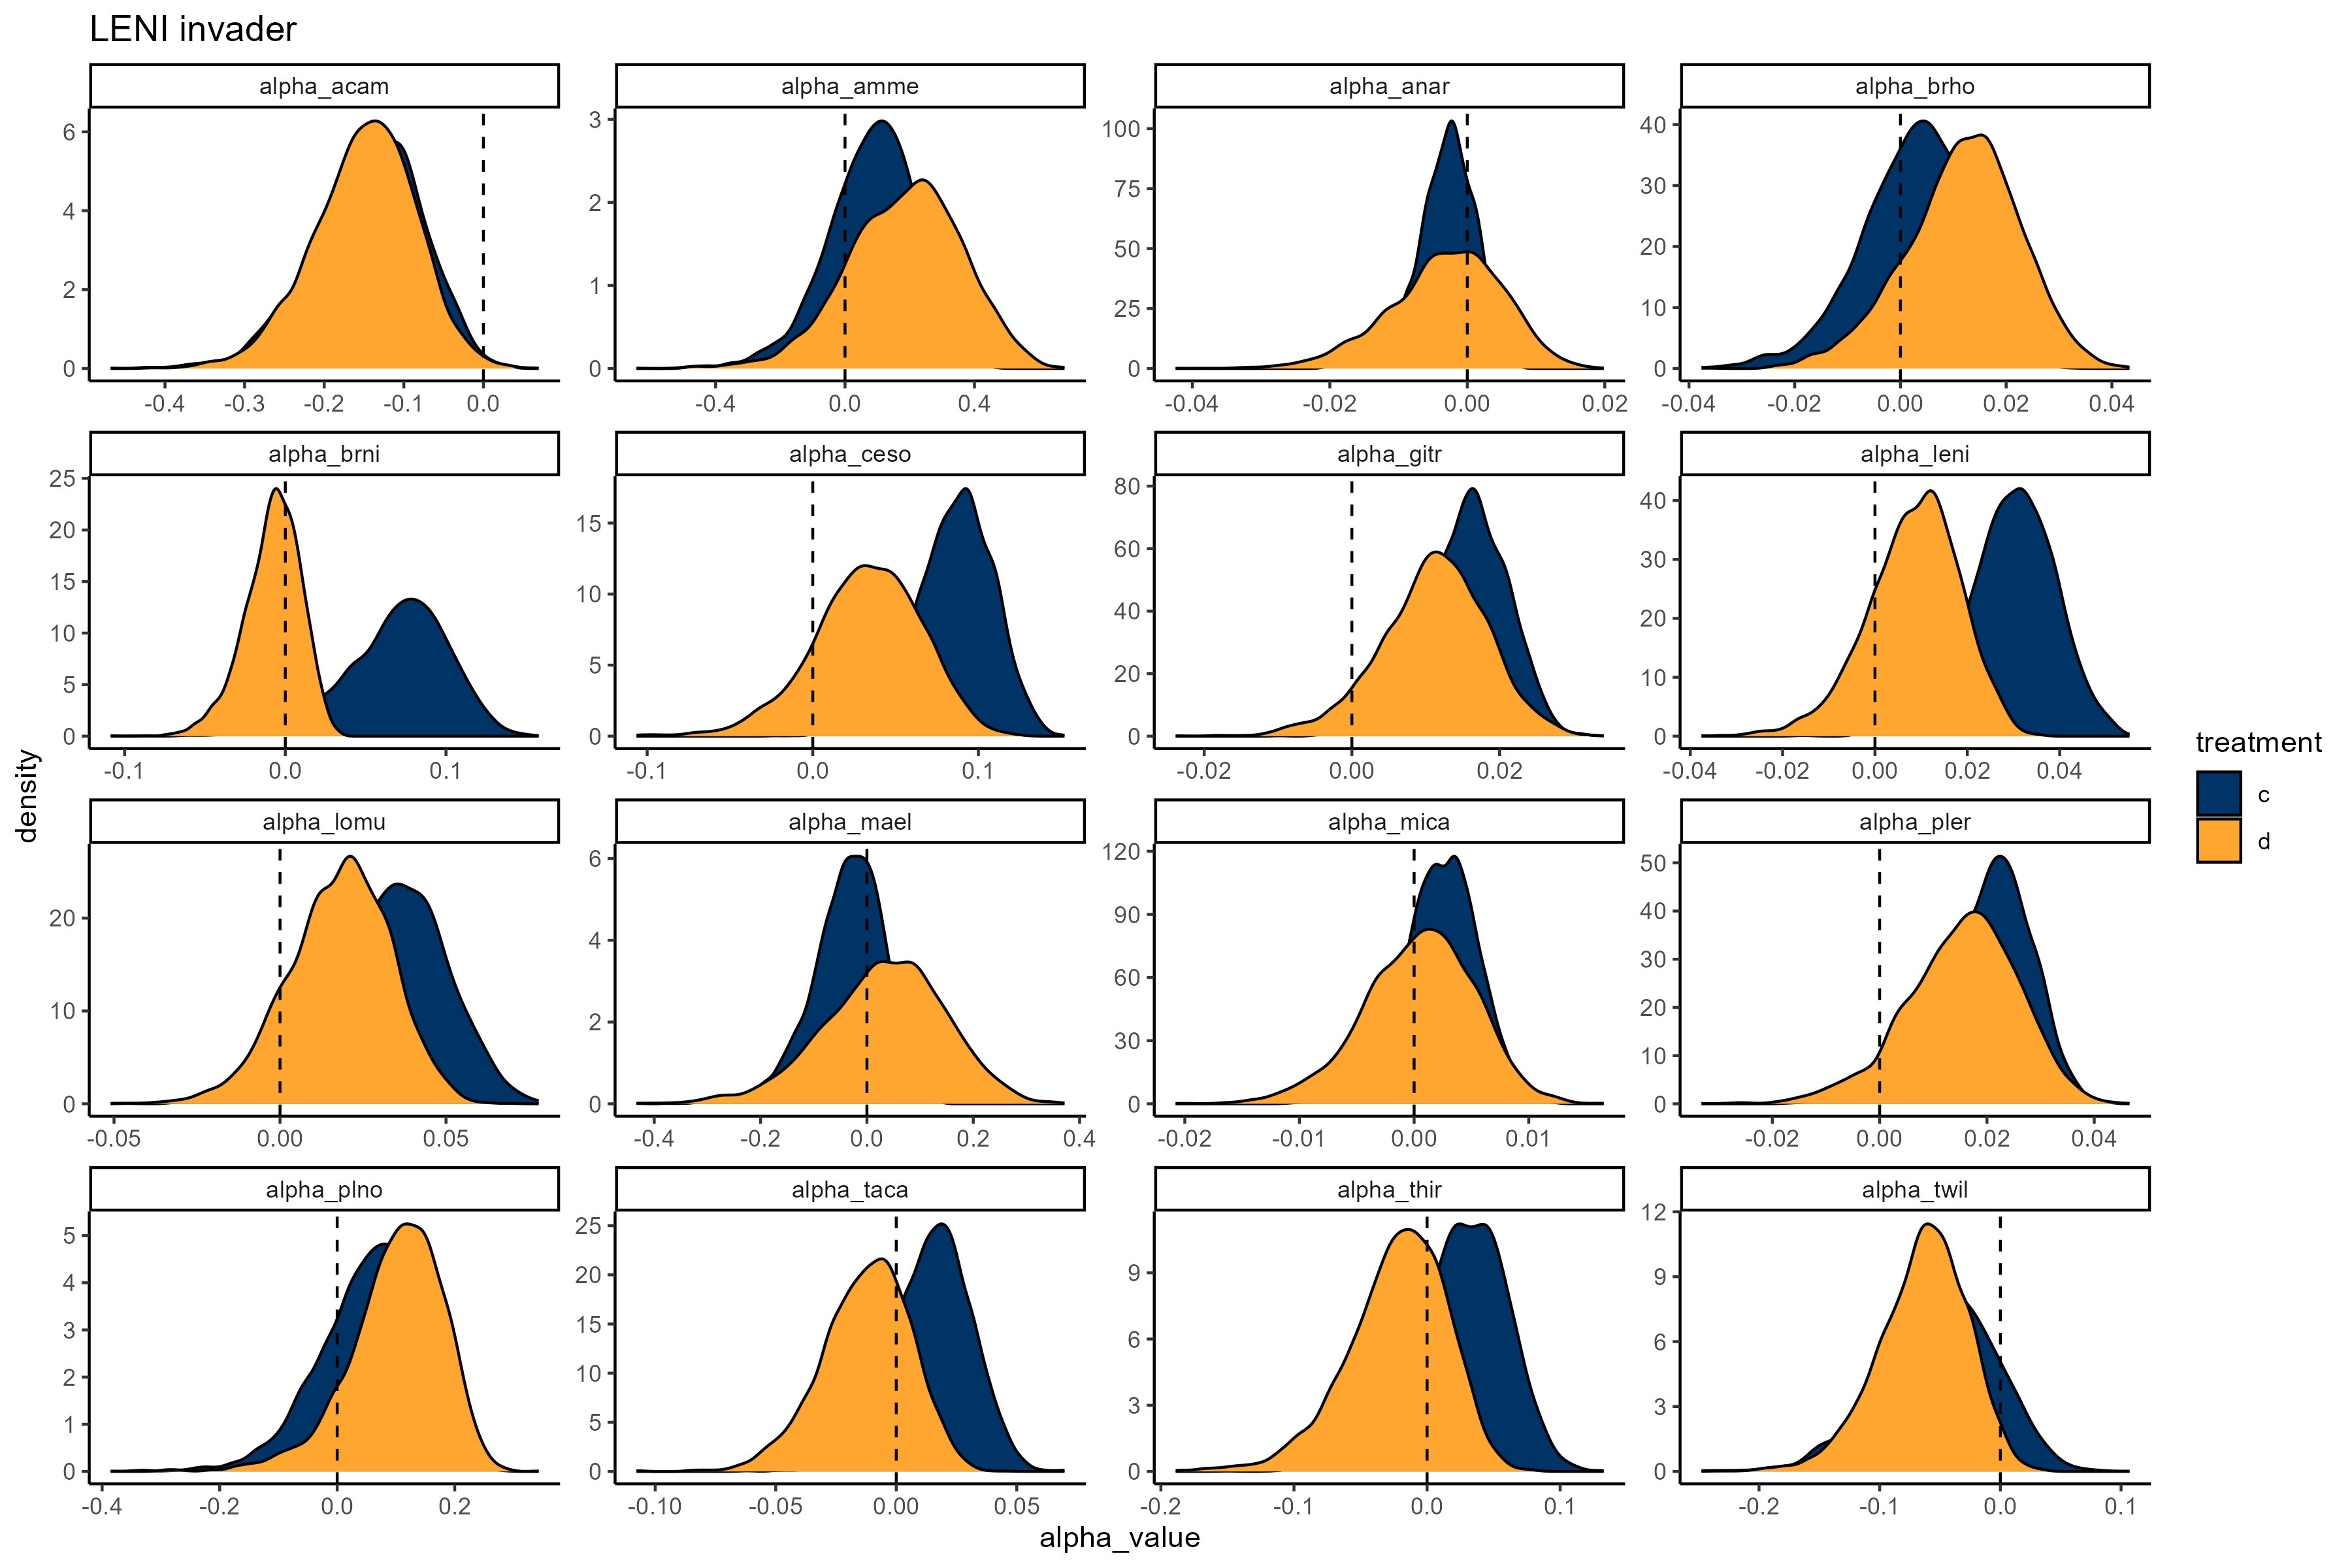 LENI invader
alpha_acam alpha_amme alpha_anar alpha_brho
6 4 2 0
-0.4 -0.3 -0.2 -0.1 0.0
3 2 1 0
-0.4 0.0 0.4
100 75 50 25 0
-0.04 -0.02 0.00 0.02
40 30 20 10 0
-0.04 -0.02 0.00 0.02 0.04
alpha_brni alpha_ceso alpha_gitr alpha_leni
25 20 15 10 5 0
-0.1 0.0 0.1
15 10 5 0
-0.1 0.0 0.1
80 60 40 20 0
-0.02 0.00 0.02
40 30 20 10 0
-0.04 -0.02 0.00 0.02 0.04
alpha_lomu alpha_mael alpha_mica alpha_pler
20 10 0
-0.05 0.00 0.05
6 4 2 0
-0.4 -0.2 0.0 0.2 0.4
120 90 60 30 0
-0.02 -0.01 0.00 0.01
50 40 30 20 10 0
-0.02 0.00 0.02 0.04
alpha_plno alpha_taca alpha_thir alpha_twil
5 4 3 2 1 0
-0.4 -0.2 0.0 0.2
25 20 15 10 5 0
-0.10 -0.05 0.00 0.05
9 6 3 0
-0.2 -0.1 0.0 0.1
12 9 6 3 0
-0.2 -0.1 0.0 0.1
density
alpha_value
treatment
c
d